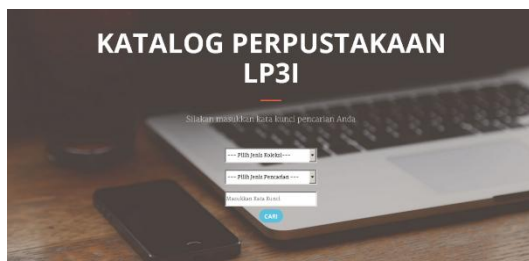 KATALOG PERPUSTAKAAN
LP3I
Silakan masukkan kata kunci pencarian Anda
---- Pilih Jenis Koleksi----
---- Pilih Jenis Pencarian ----
Masukkan Kata Kunci
CARI